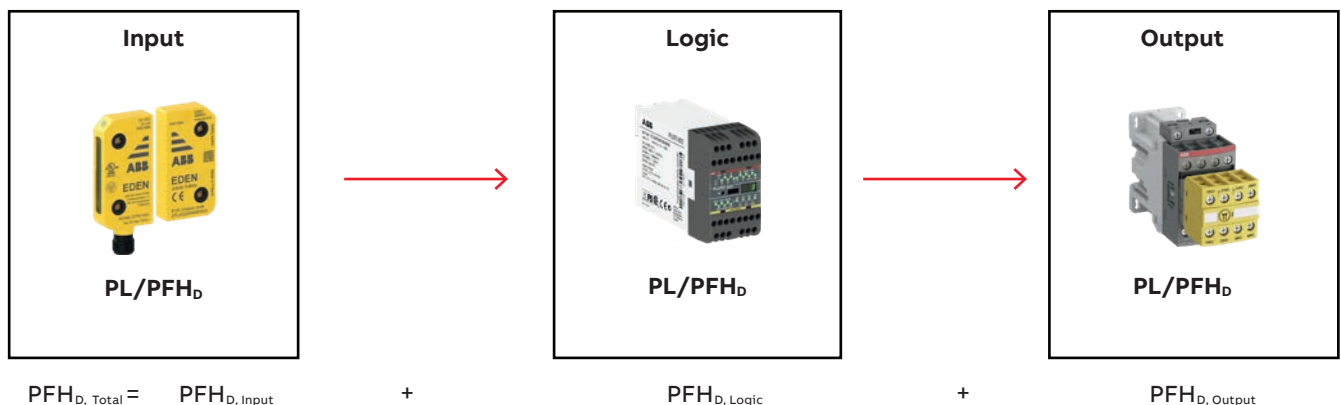 Input
Logic
Output
ABB
EDEN
ABB
EDEN
ABB
PL/PFHD
PL/PFHD
PL/PFHD
PFHD, Total = PFHD, Input + PFHD, Logic + PFHD, Output